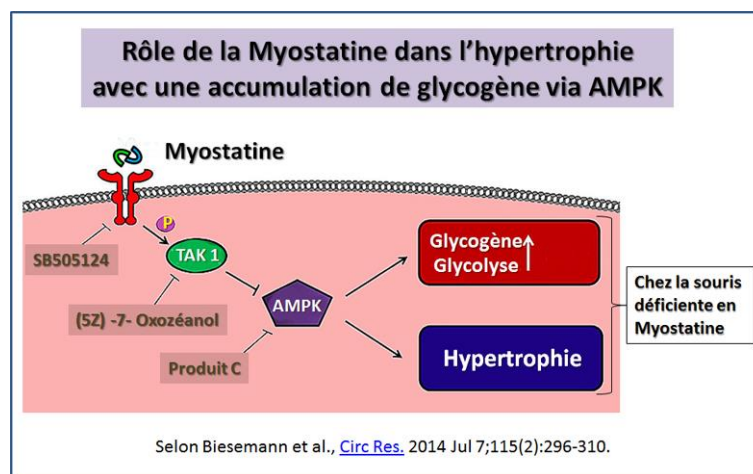 Rôle de la Myostatine dans l’hypertrophie
avec une accumulation de glycogène via AMPK
Myostatine
P
SB505124
TAK 1
(5Z) -7- Oxozéanol
AMPK
Produit C
Glycogène
Glycolyse
Hypertrophie
Chez la souris
déficiente en
Myostatine
Selon Biesemann et al., Circ Res. 2014 Jul 7;115(2):296-310.